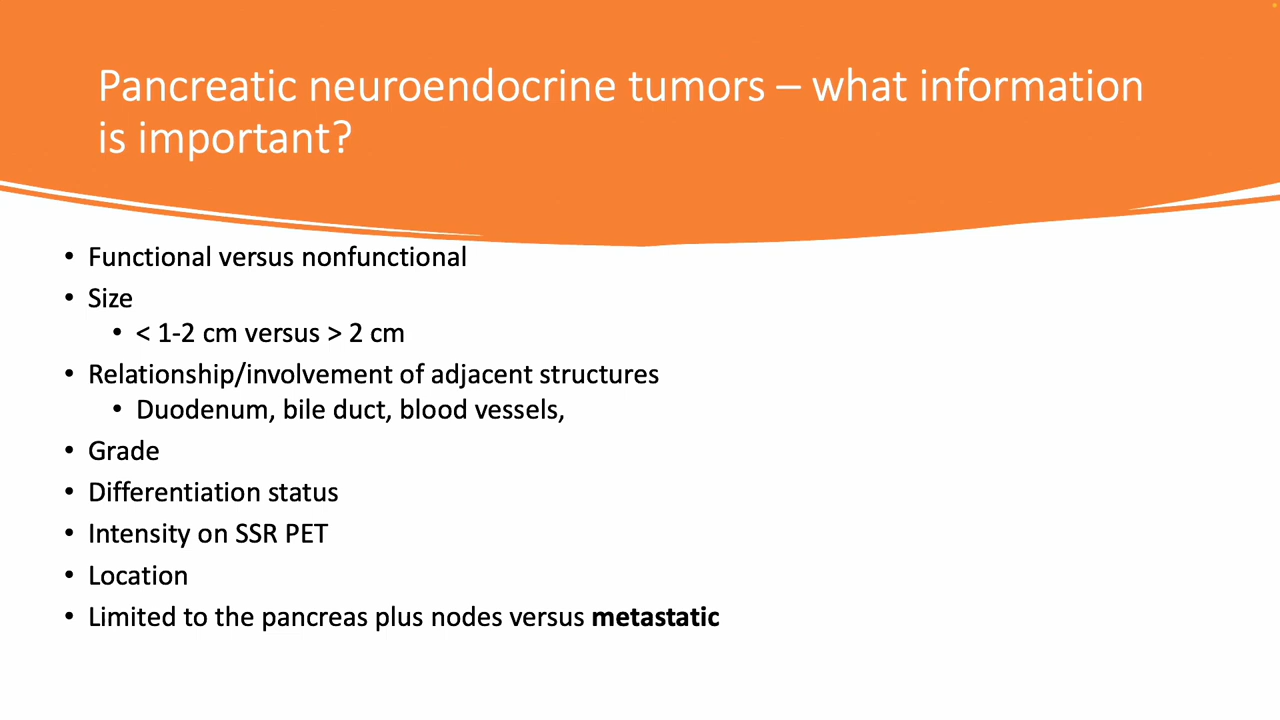 Pancreatic neuroendocrine tumors – what information
is important?
• Functional versus nonfunctional
• Size
• < 1-2 cm versus > 2 cm
• Relationship/involvement of adjacent structures
• Duodenum, bile duct, blood vessels,
• Grade
• Differentiation status
• Intensity on SSR PET
• Location
• Limited to the pancreas plus nodes versus metastatic